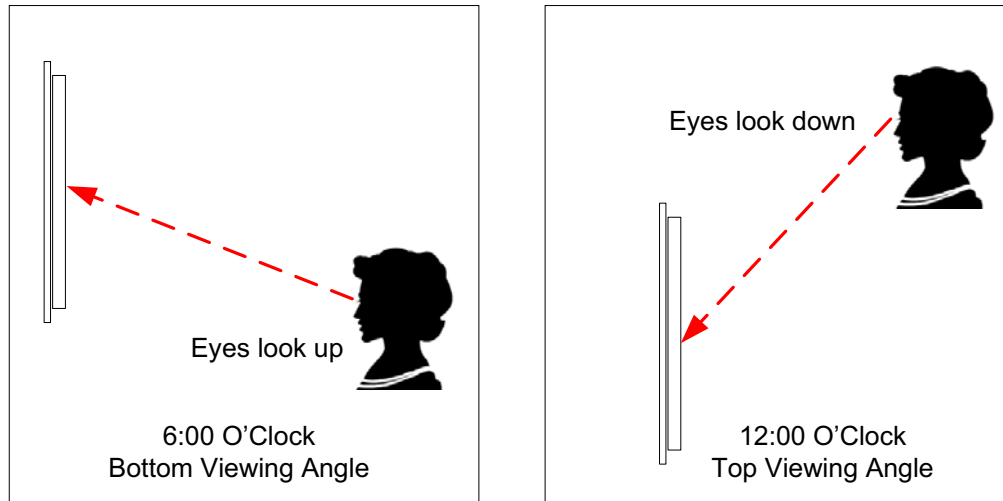 Eyes look up
6:00 O’Clock
Bottom Viewing Angle
Eyes look down
12:00 O’Clock
Top Viewing Angle